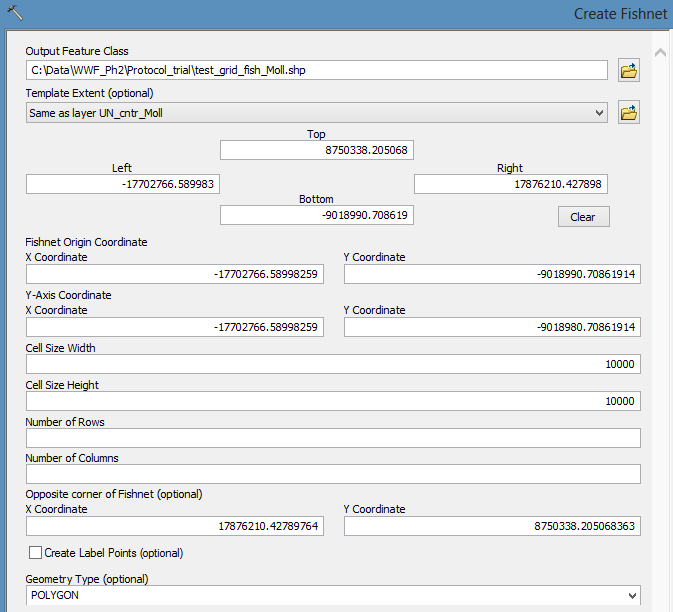 Create Fishnet
Output Feature Class
C:\Data\WWF_Ph2\Protocol_trial\test_grid_fish_Moll.shp
Template Extent (optional)
Same as layer UN_cntr_Moll
Top
8750338.205068
Left Right
-17702766.589983 17876210.427898
Bottom
-9018990.708619
Clear
Fishnet Origin Coordinate
X Coordinate Y Coordinate
-17702766.58998259 -9018990.70861914
Y-Axis Coordinate
X Coordinate Y Coordinate
-17702766.58998259 -9018980.70861914
Cell Size Width
10000
Cell Size Height
10000
Number of Rows
Number of Columns
Opposite corner of Fishnet (optional)
X Coordinate Y Coordinate
17876210.42789764 8750338.205068363
Create Label Points (optional)
Geometry Type (optional)
POLYGON